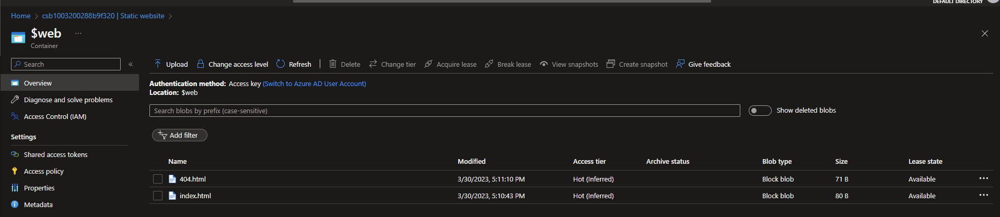 DEFAULT DIRECTORY
Home > csb1003200288b9f320 | Static website >
$web ...
Container
Search «
Upload Change access level Refresh | Delete Change tier Acquire lease Break lease View snapshots Create snapshot Give feedback
Overview
Diagnose and solve problems
Access Control (IAM)
Settings
Shared access tokens
Access policy
Properties
Metadata
Authentication method: Access key (Switch to Azure AD User Account)
Location: $web
Search blobs by prefix (case-sensitive) Show deleted blobs
Add filter
Name Modified Access tier Archive status Blob type Size Lease state
404.html 3/30/2023, 5:11:10 PM Hot (Inferred) Block blob 71 B Available ...
index.html 3/30/2023, 5:10:43 PM Hot (Inferred) Block blob 80 B Available ...